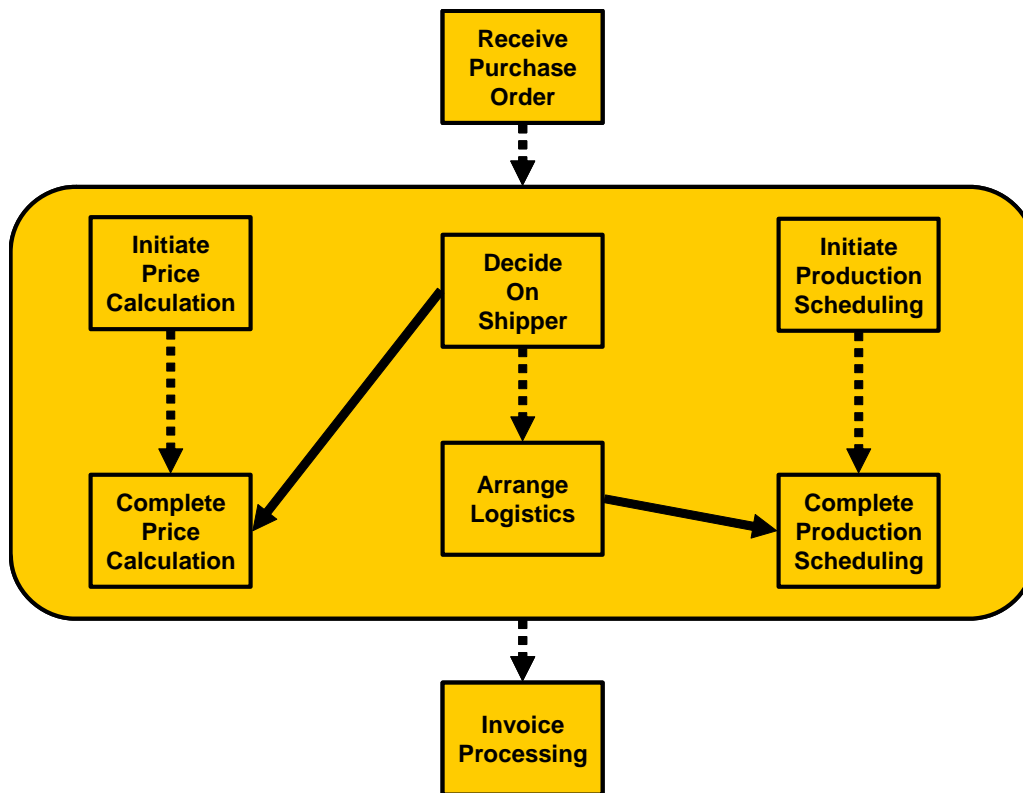 Receive
Purchase
Order
Initiate
Price
Calculation
Decide
On
Shipper
Initiate
Production
Scheduling
Complete
Price
Calculation
Arrange
Logistics
Complete
Production
Scheduling
Invoice
Processing